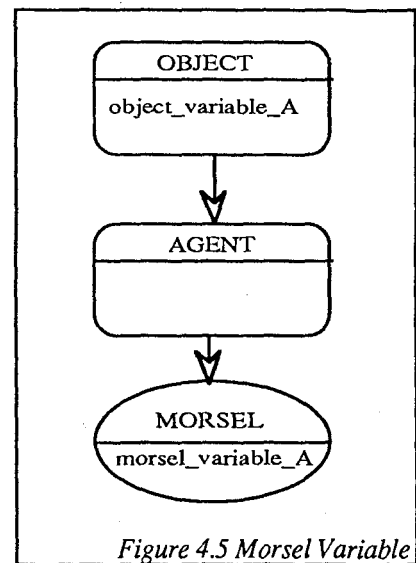 OBJECT
object_variable_A
AGENT
MORSEL
morsel_variable_A
Figure 4.5 Morsel Variable